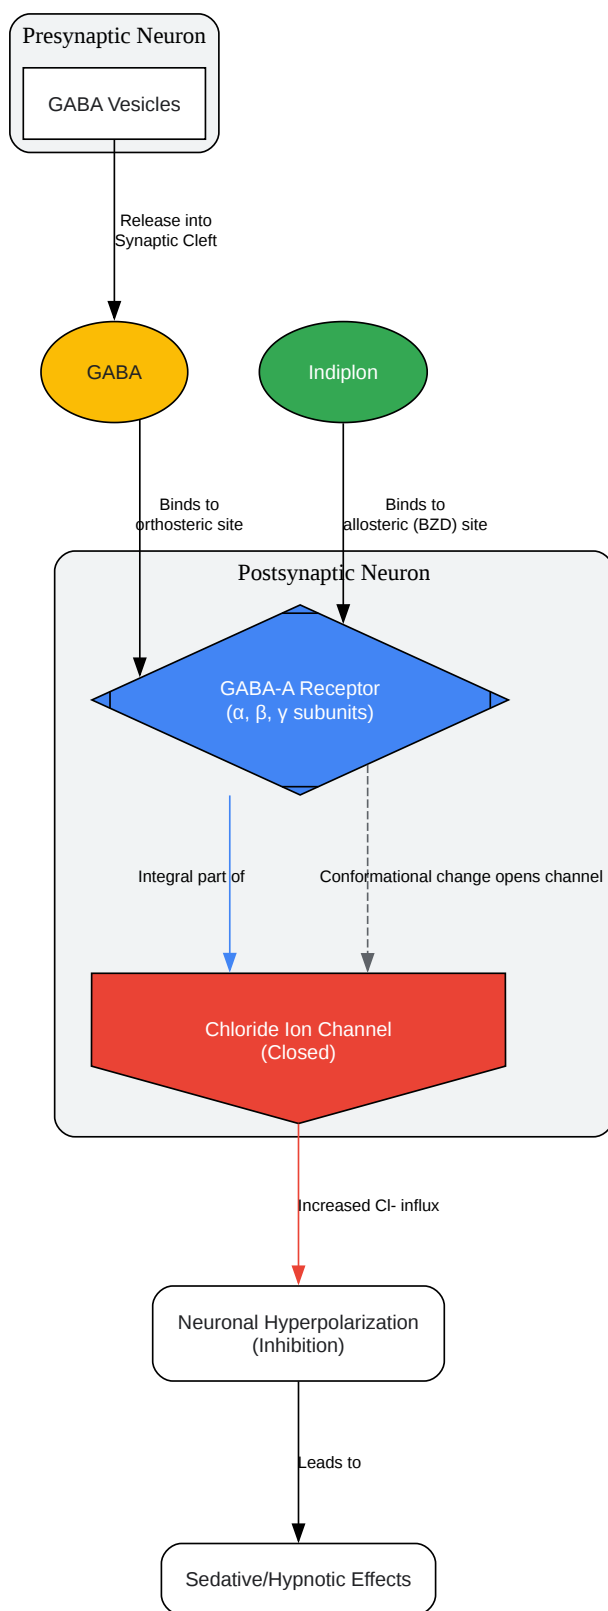 Presynaptic Neuron
GABA Vesicles
Release into
Synaptic Cleft
GABA
Indiplon
Binds to
orthosteric site
Binds to
allosteric (BZD) site
Postsynaptic Neuron
GABA-A Receptor
(α, β, γ subunits)
Integral part of
Conformational change opens channel
Chloride Ion Channel
(Closed)
Increased Cl- influx
Neuronal Hyperpolarization
(Inhibition)
Leads to
Sedative/Hypnotic Effects